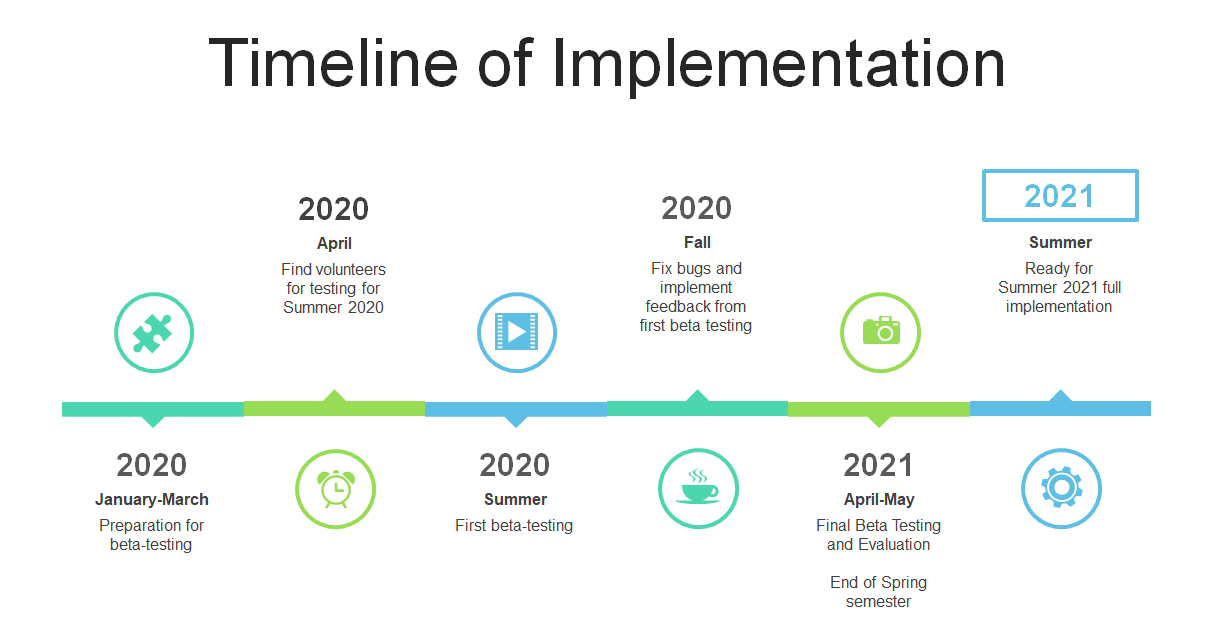 Timeline of Implementation
2020
January-March
Preparation for
beta-testing
2020
April
Find volunteers
for testing for
Summer 2020
2020
Summer
First beta-testing
2020
Fall
Fix bugs and
implement
feedback from
first beta testing
2021
April-May
Final Beta Testing
and Evaluation
End of Spring
semester
2021
Summer
Ready for
Summer 2021 full
implementation